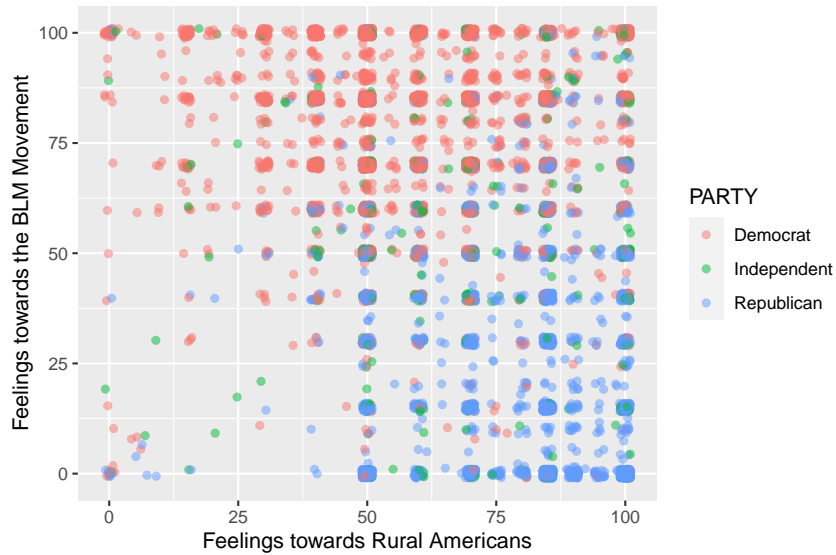 Feelings towards the BLM Movement
100
75
50
25
0
0 25 50 75 100
Feelings towards Rural Americans
PARTY
Democrat
Independent
Republican